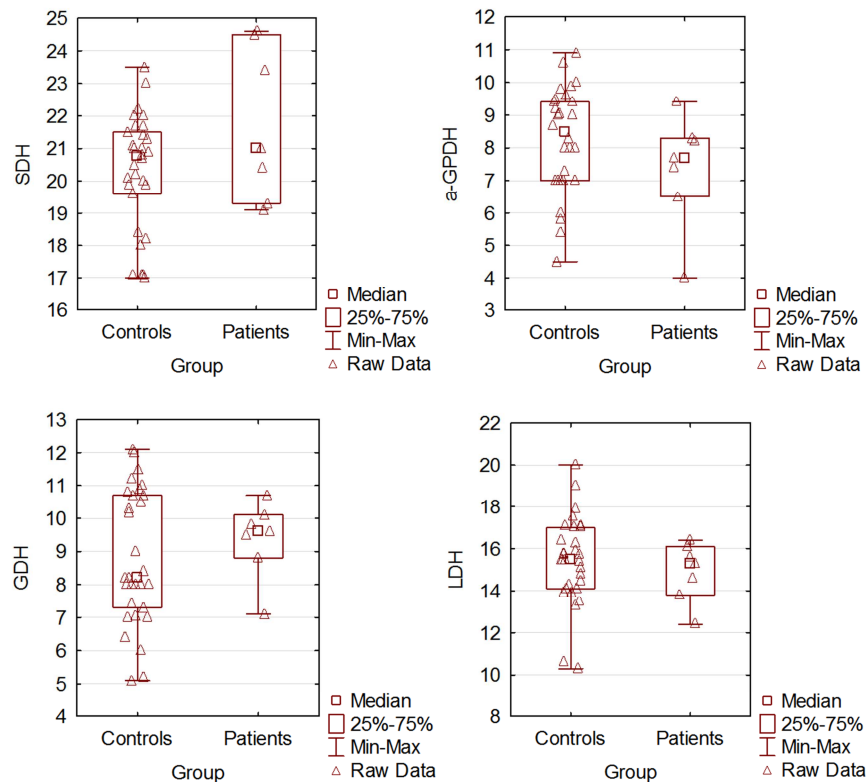 25
24
23
22
21
20
19
18
17
16
SDH
Controls
Patients
Group
Median
25%-75%
Min-Max
Raw Data
12
11
10
9
8
7
6
5
4
3
a-GPDH
Controls
Patients
Group
Median
25%-75%
Min-Max
Raw Data
13
12
11
10
9
8
7
6
5
4
GDH
Controls
Patients
Group
Median
25%-75%
Min-Max
Raw Data
22
20
18
16
14
12
10
8
LDH
Controls
Patients
Group
Median
25%-75%
Min-Max
Raw Data